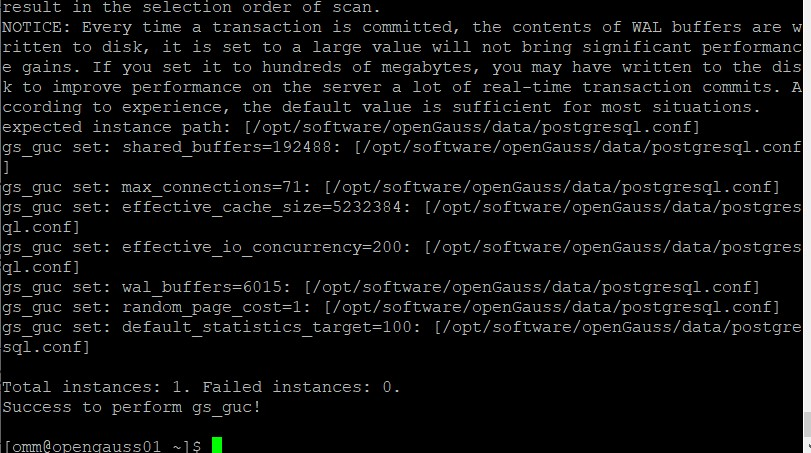 result in the selection order of scan.
NOTICE: Every time a transaction is committed, the contents of WAL buffers are w
ritten to disk, it is set to a large value will not bring significant performanc
e gains. If you set it to hundreds of megabytes, you may have written to the dis
k to improve performance on the server a lot of real-time transaction commits. A
ccording to experience, the default value is sufficient for most situations.
expected instance path: [/opt/software/openGauss/data/postgresql.conf]
gs_guc set: shared_buffers=192488: [/opt/software/openGauss/data/postgresql.conf
]
gs_guc set: max_connections=71: [/opt/software/openGauss/data/postgresql.conf]
gs_guc set: effective_cache_size=5232384: [/opt/software/openGauss/data/postgres
ql.conf]
gs_guc set: effective_io_concurrency=200: [/opt/software/openGauss/data/postgres
ql.conf]
gs_guc set: wal_buffers=6015: [/opt/software/openGauss/data/postgresql.conf]
gs_guc set: random_page_cost=1: [/opt/software/openGauss/data/postgresql.conf]
gs_guc set: default_statistics_target=100: [/opt/software/openGauss/data/postgre
sql.conf]
Total instances: 1. Failed instances: 0.
Success to perform gs_guc!
[omm@opengauss01 ~]$